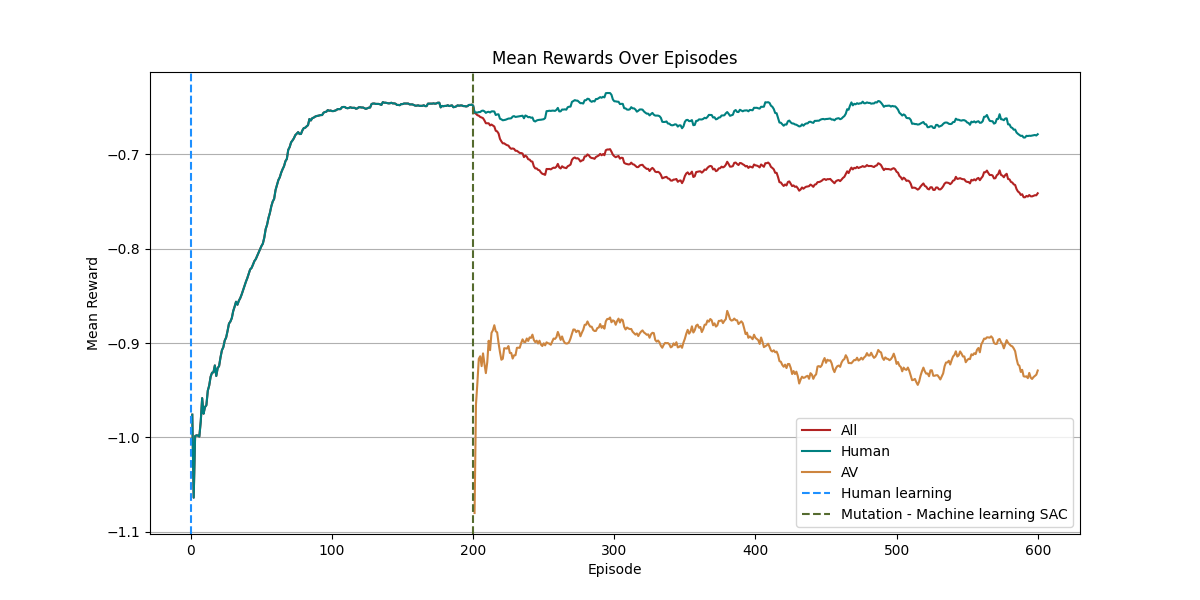 Mean Rewards Over Episodes
Mean Reward
−0.7
−0.8
−0.9
−1.0
−1.1
0 100 200 300 400 500 600
Episode
All
Human
AV
Human learning
Mutation - Machine learning SAC